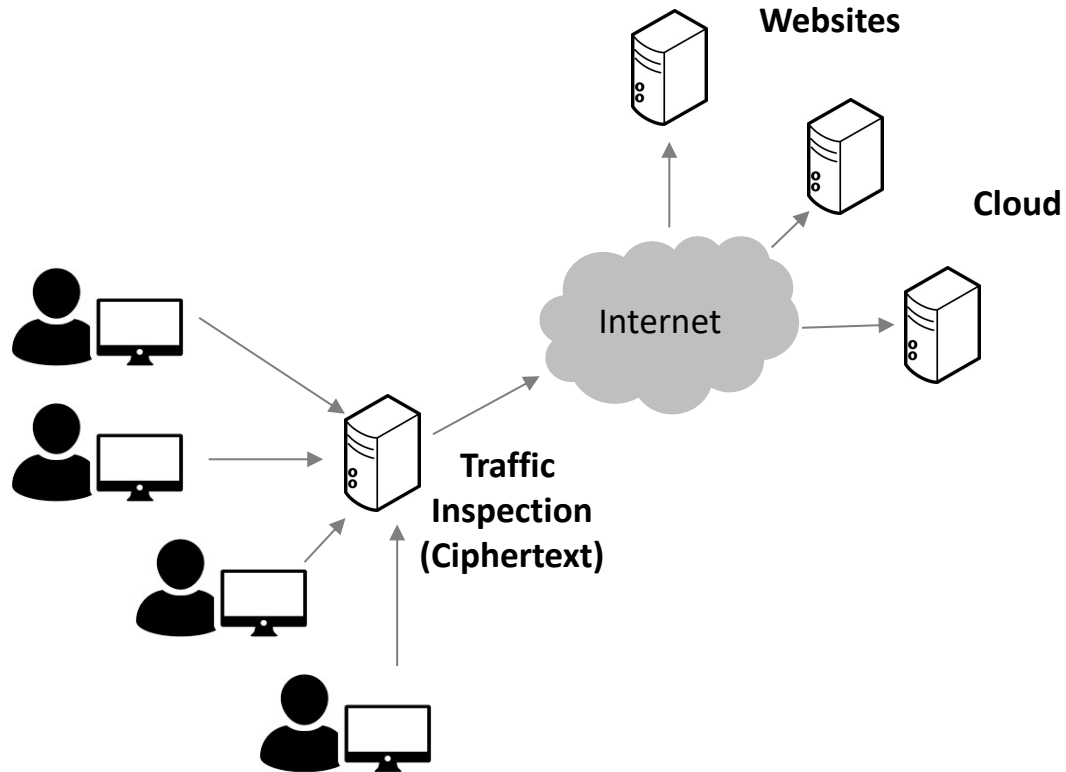 Websites
Cloud
Internet
Traffic
Inspection
(Ciphertext)